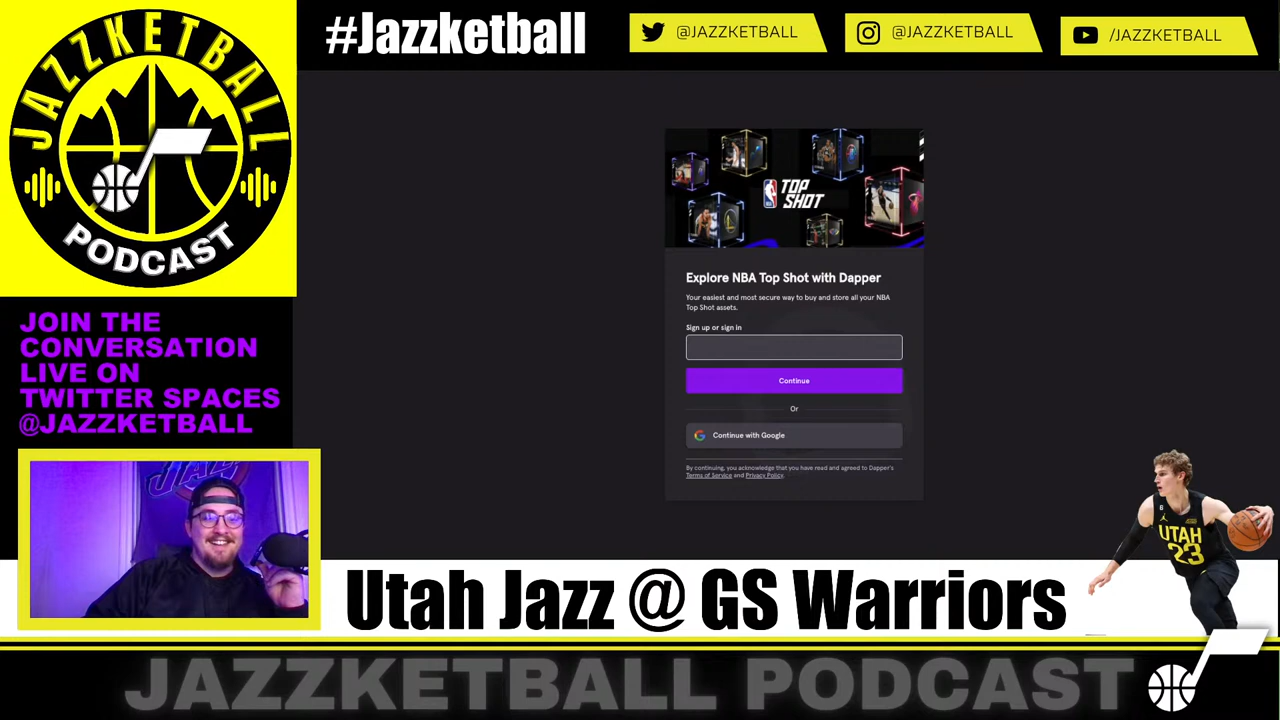 JAZZKETBALL
PODCAST
#Jazzketball
@JAZZKETBALL
@JAZZKETBALL
/JAZZKETBALL
TOP
SHOT
Explore NBA Top Shot with Dapper
Your easiest and most secure way to buy and store all your NBA
Top Shot assets.
Sign up or sign in
Continue
Or
Continue with Google
By continuing, you acknowledge that you have read and agreed to Dapper's
Terms of Service and Privacy Policy.
JOIN THE
CONVERSATION
LIVE ON
TWITTER SPACES
@JAZZKETBALL
JAZZ
UTAH
23
6
Utah Jazz @ GS Warriors
JAZZKETBALL PODCAST